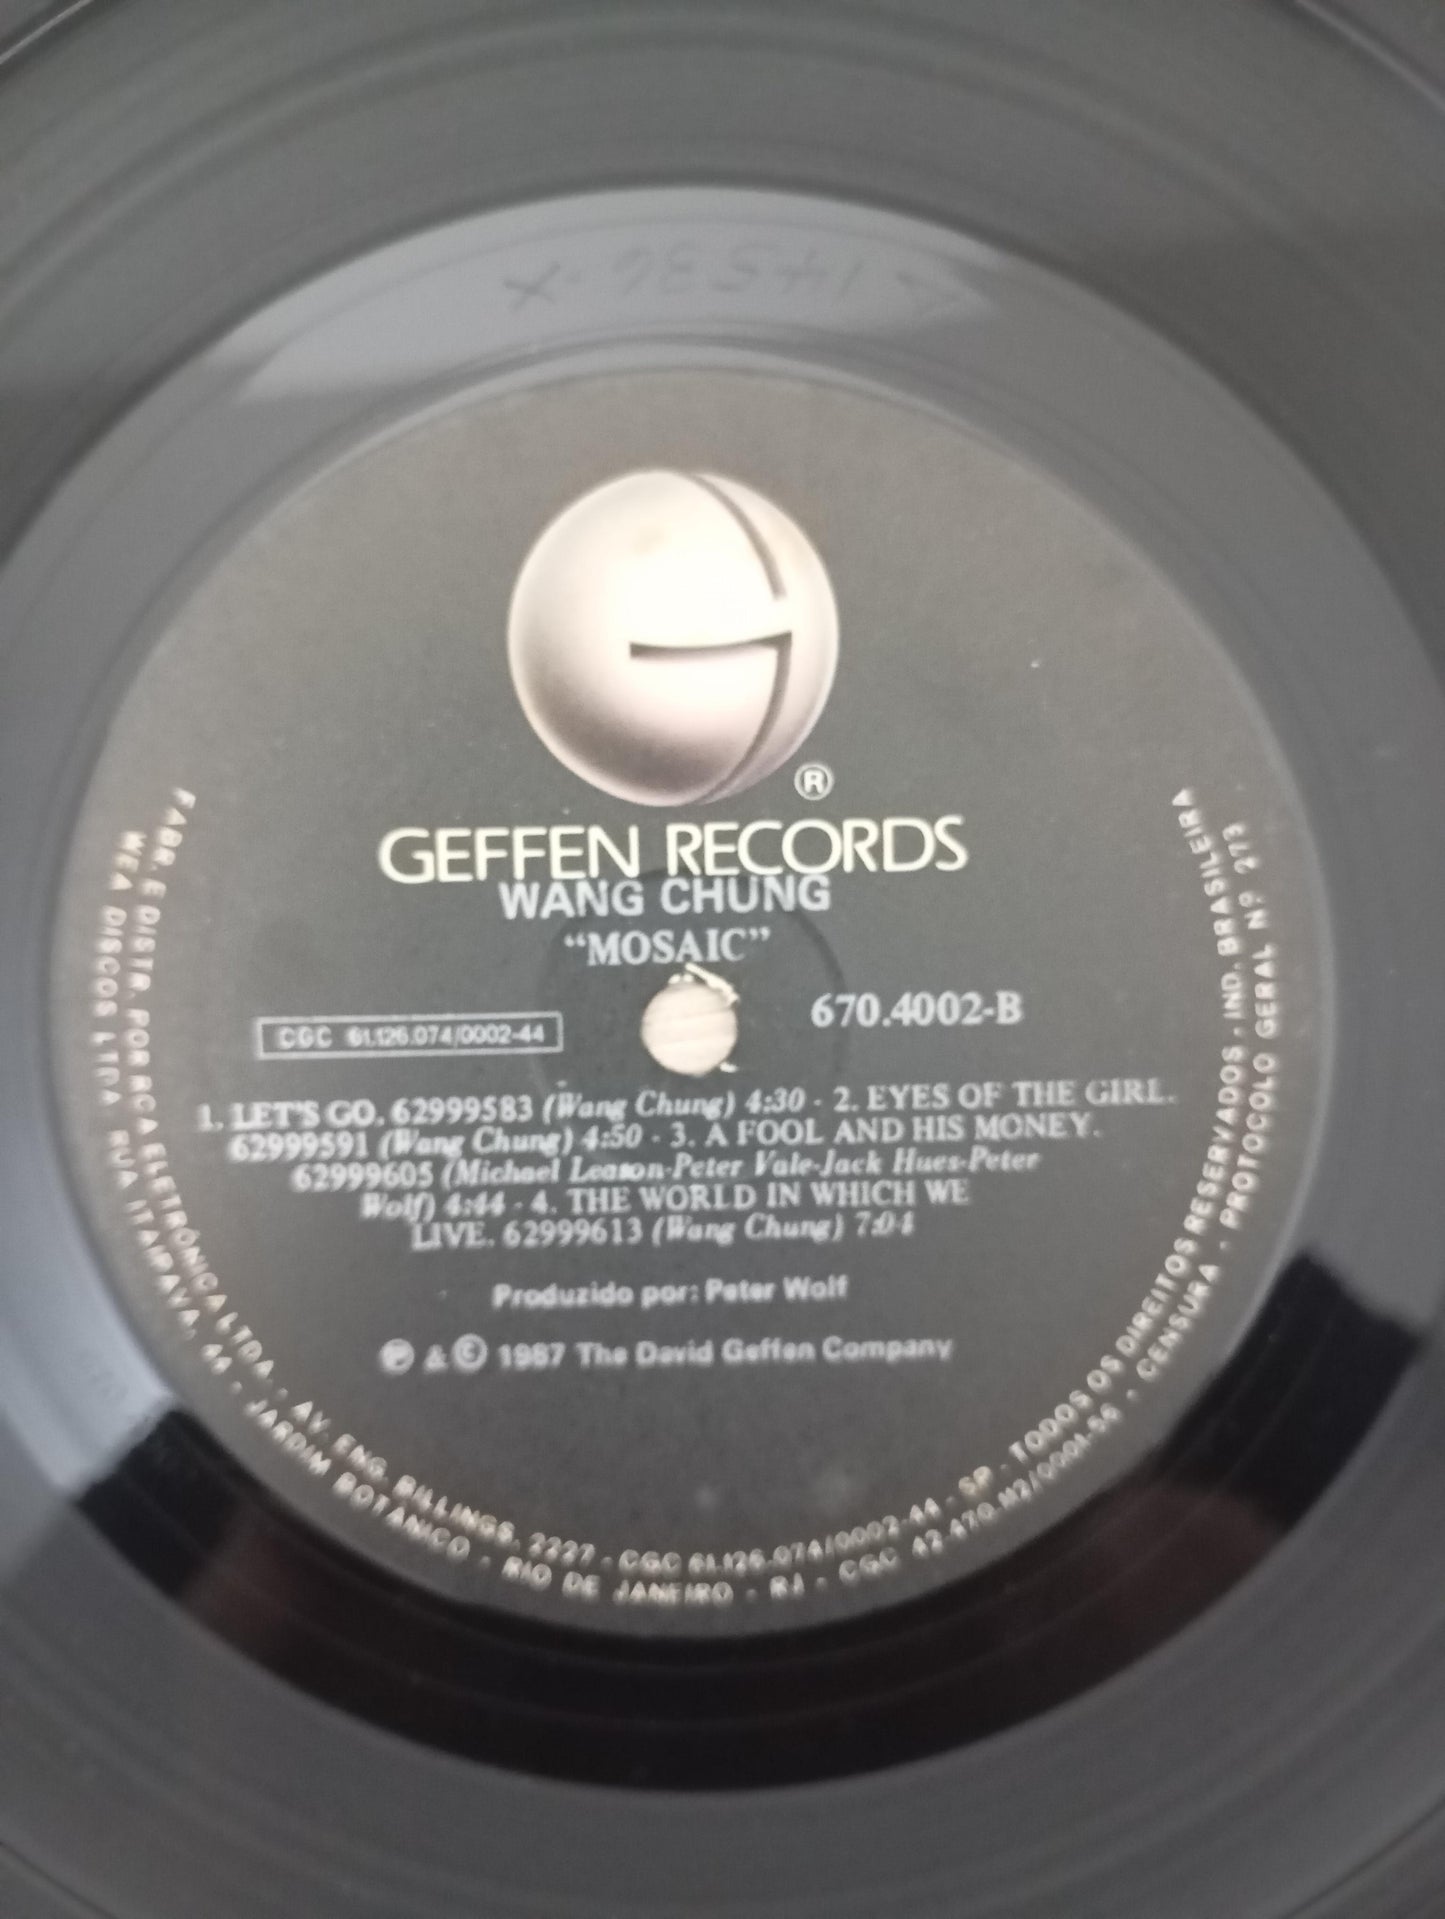 ®
GEFFEN RECORDS
WANG CHUNG
“MOSAIC”
CGC 61.126.074/0002-44
670.4002-B
1. LET'S GO. 62999583 (Wang Chung) 4:30 - 2. EYES OF THE GIRL.
62999591 (Wang Chung) 4:50 - 3. A FOOL AND HIS MONEY.
62999605 (Michael Leason-Peter Vale-Jack Hues-Peter
Wolf) 4:44 - 4. THE WORLD IN WHICH WE
LIVE. 62999613 (Wang Chung) 7:04
Produzido por: Peter Wolf
℗ & © 1987 The David Geffen Company
FABR. E DISTR. POR RCA ELETRÔNICA LTDA. - AV. ENG. BILLINGS, 2227 - CGC 61.126.074/0002-44 - SP - TODOS OS DIREITOS RESERVADOS. IND. BRASILEIRA
WEA DISCOS LTDA. RUA ITAIPAVA, 44 - JARDIM BOTÂNICO - RIO DE JANEIRO - RJ - CGC 42.470.112/0001-56 - CENSURA - PROTOCOLO GERAL Nº 273